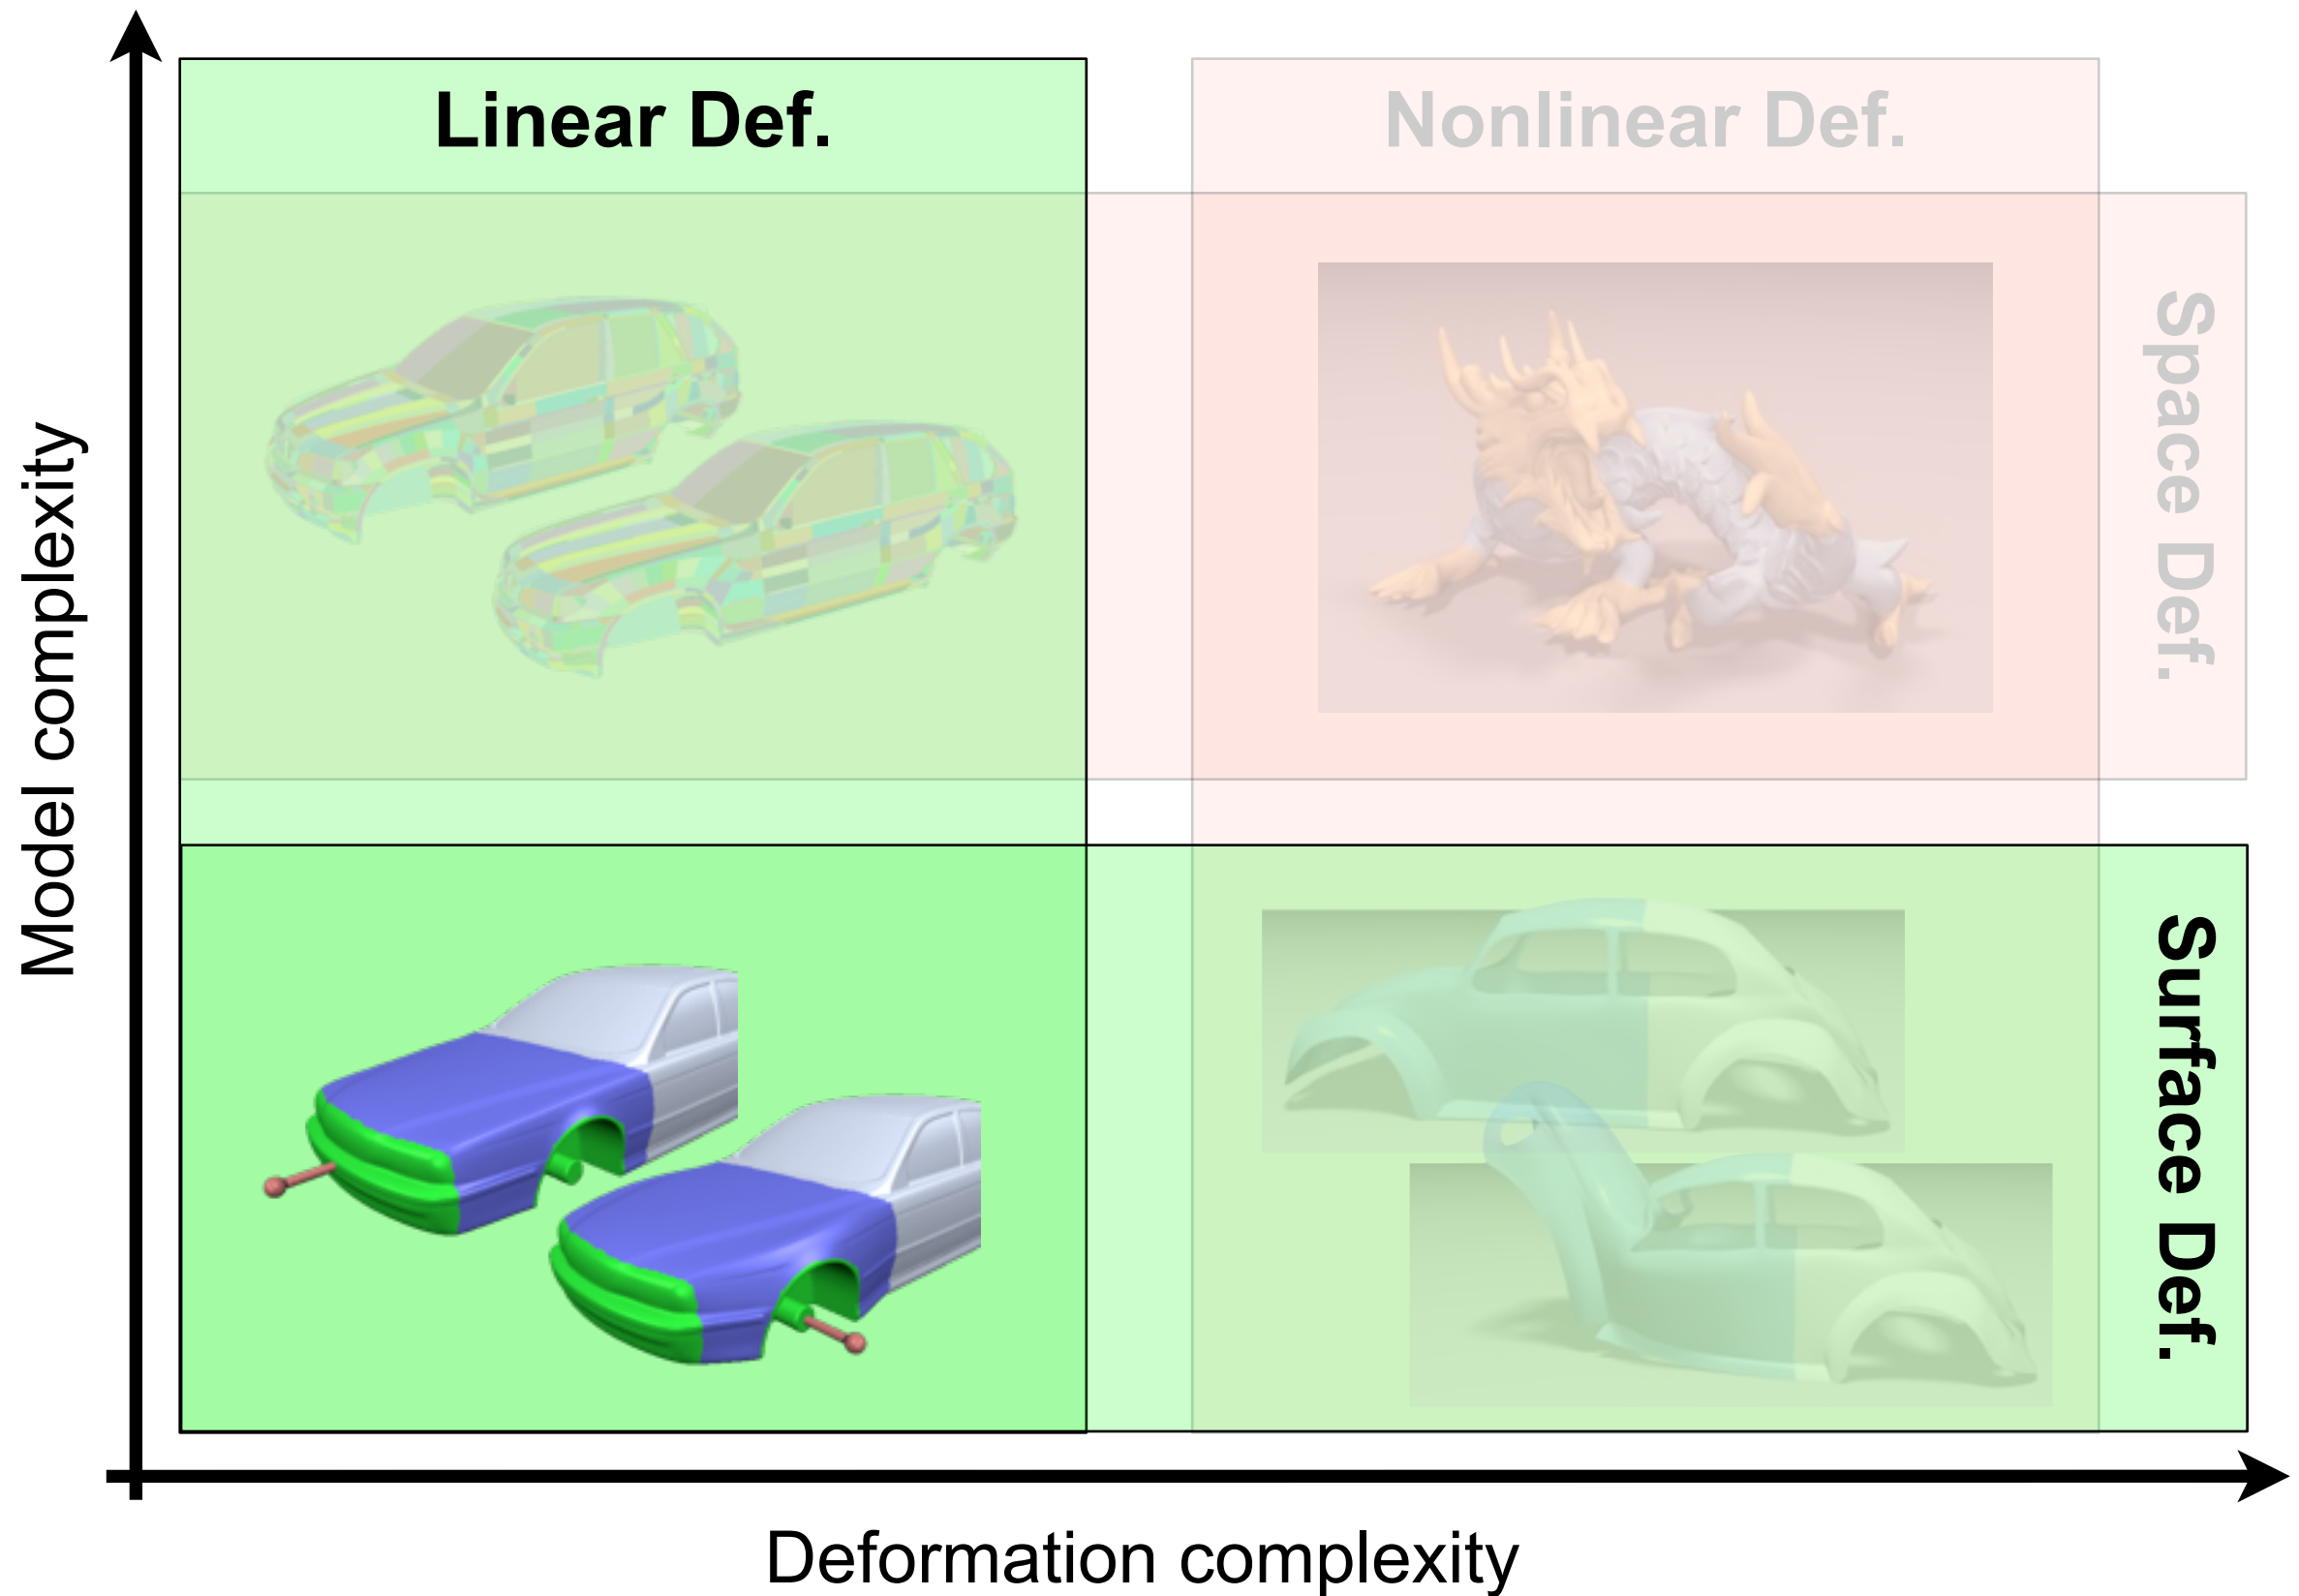 Linear Def.
Nonlinear Def.
Space Def.
Surface Def.
Model complexity
Deformation complexity